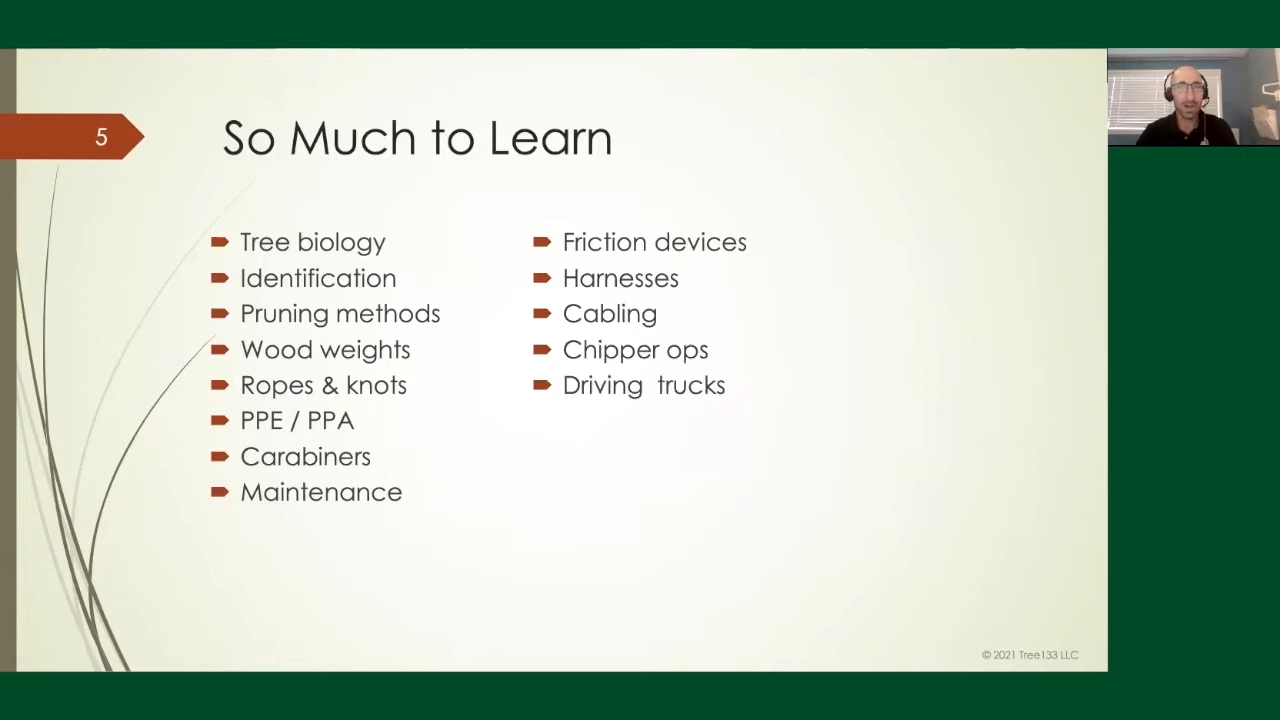 5
So Much to Learn
Tree biology
Identification
Pruning methods
Wood weights
Ropes & knots
PPE / PPA
Carabiners
Maintenance
Friction devices
Harnesses
Cabling
Chipper ops
Driving trucks
© 2021 Tree133 LLC